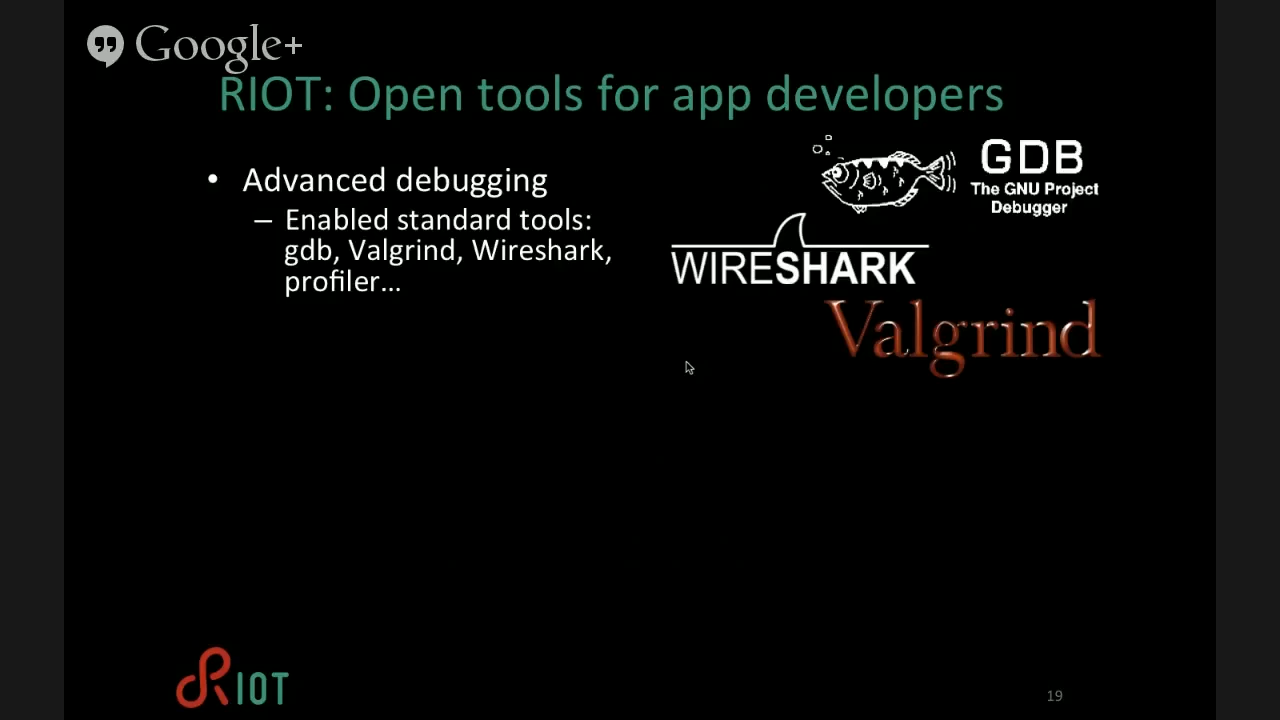 Google+
RIOT: Open tools for app developers
• Advanced debugging
– Enabled standard tools:
gdb, Valgrind, Wireshark,
profiler...
GDB
The GNU Project
Debugger
WIRESHARK
Valgrind
RIOT
19